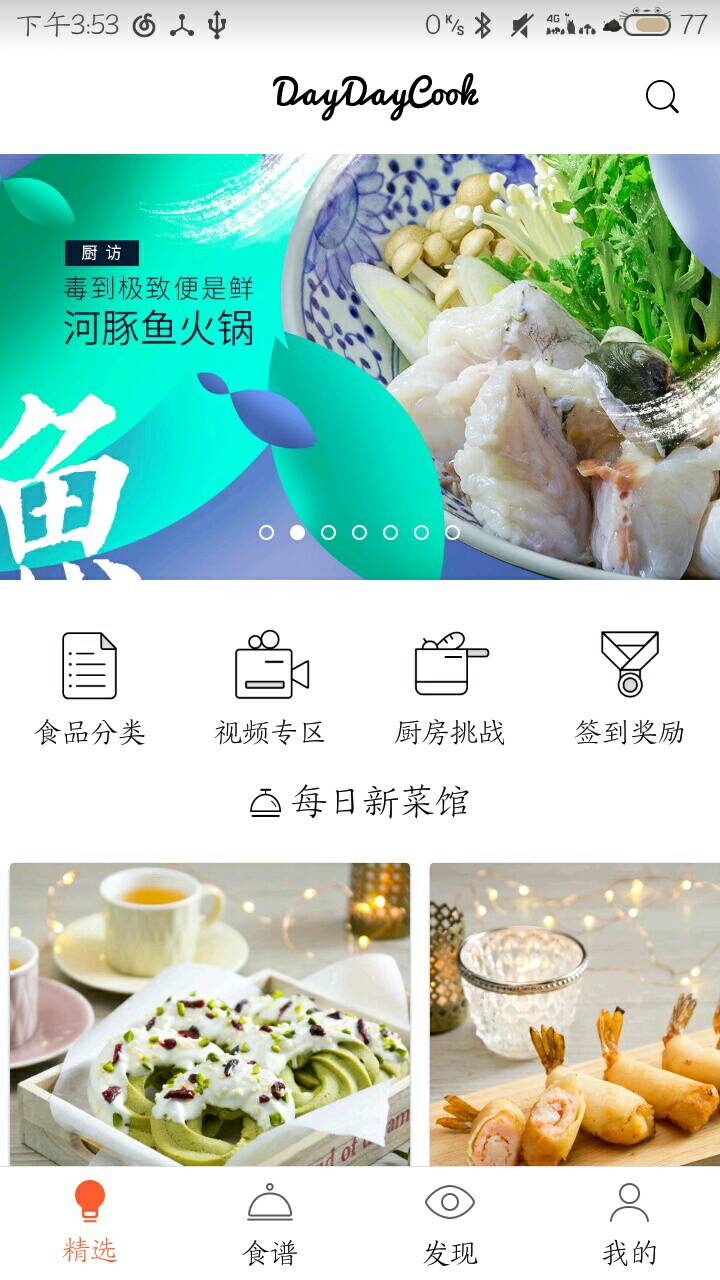 下午3:53
0 K/s
4G
77
DayDayCook
厨访
毒到极致便是鲜
河豚鱼火锅
鱼
食品分类
视频专区
厨房挑战
签到奖励
每日新菜馆
精选
食谱
发现
我的